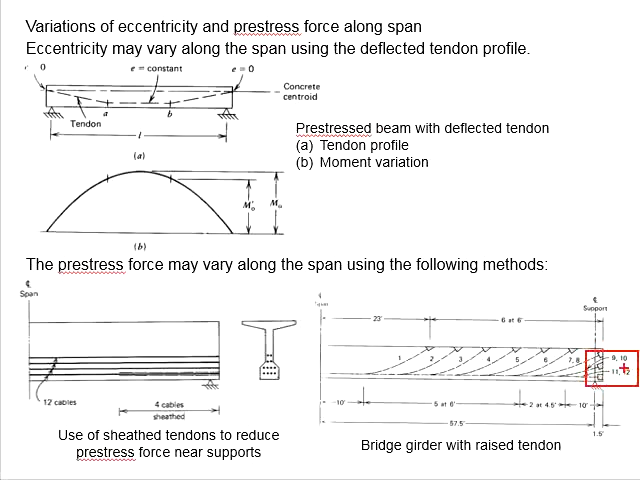 Variations of eccentricity and prestress force along span
Eccentricity may vary along the span using the deflected tendon profile.
0
e = constant
e = 0
Concrete
centroid
Tendon
a
b
l
Prestressed beam with deflected tendon
(a) Tendon profile
(b) Moment variation
(a)
(b)
The prestress force may vary along the span using the following methods:
Span
Support
23'
6 at 6'
1
2
3
4
5
6
7, 8
9, 10
12 cables
4 cables
sheathed
10'
5 at 6'
2 at 4.5'
10'
57.5'
1.5'
Use of sheathed tendons to reduce
prestress force near supports
Bridge girder with raised tendon